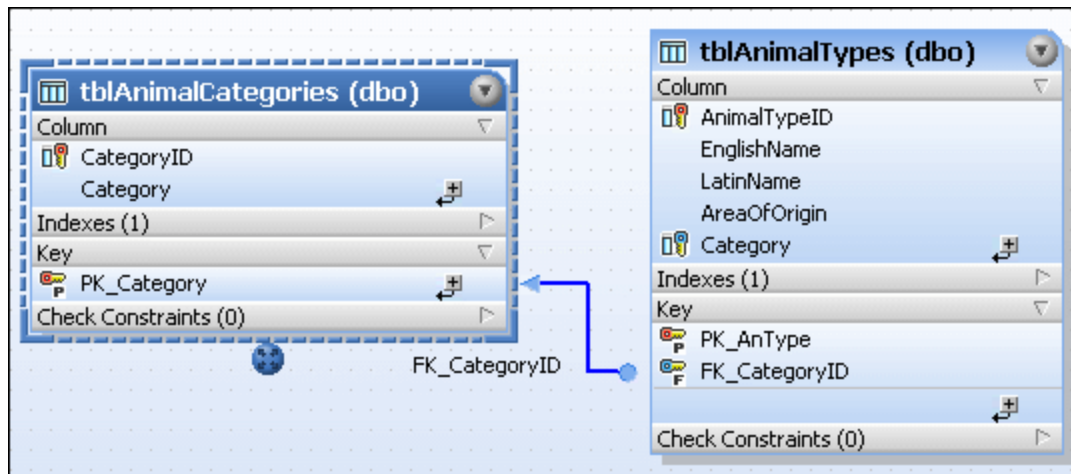 tblAnimalCategories (dbo)
Column
CategoryID
Category
Indexes (1)
Key
PK_Category
P
Check Constraints (0)
FK_CategoryID
tblAnimalTypes (dbo)
Column
AnimalTypeID
EnglishName
LatinName
AreaOfOrigin
Category
Indexes (1)
Key
PK_AnType
P
FK_CategoryID
F
Check Constraints (0)